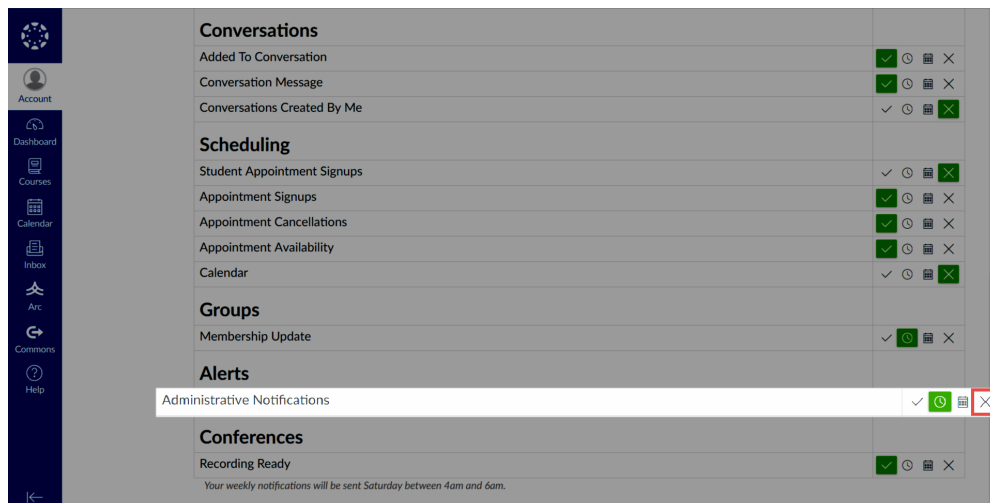 Account
Dashboard
Courses
Calendar
Inbox
Arc
Commons
Help
Conversations
Added To Conversation
Conversation Message
Conversations Created By Me
Scheduling
Student Appointment Signups
Appointment Signups
Appointment Cancellations
Appointment Availability
Calendar
Groups
Membership Update
Alerts
Administrative Notifications
Conferences
Recording Ready
Your weekly notifications will be sent Saturday between 4am and 6am.